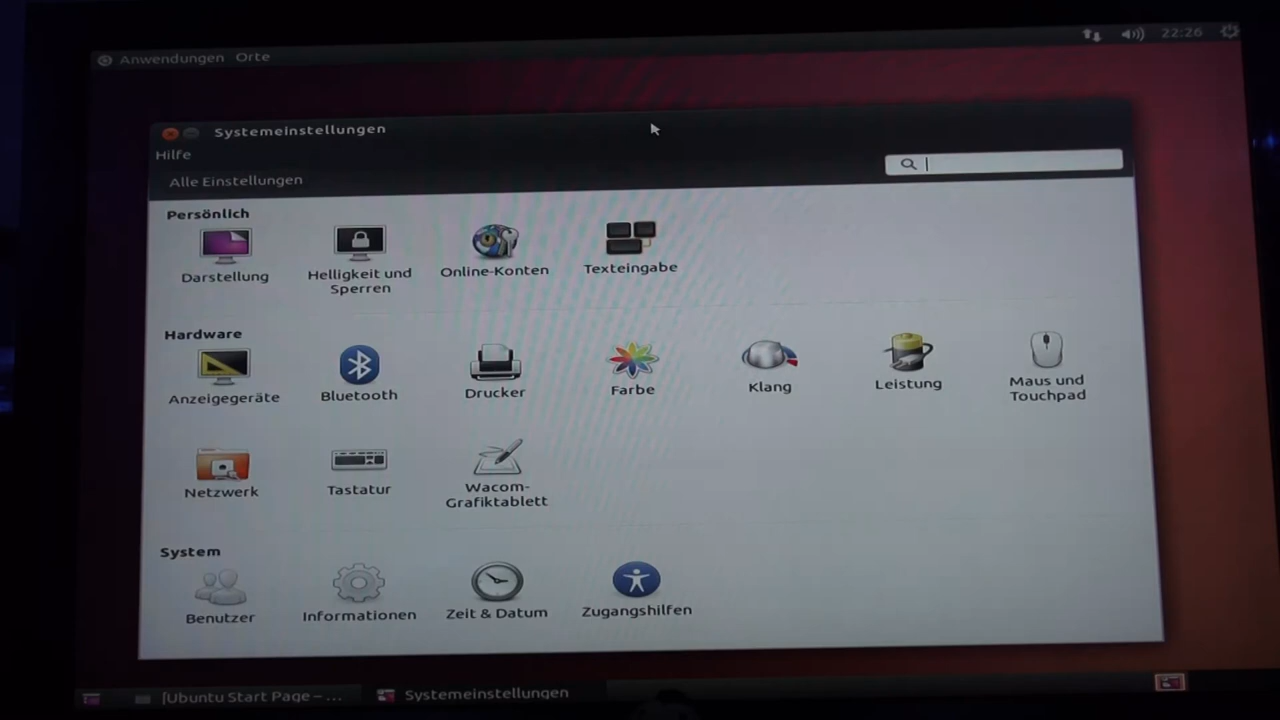 Anwendungen Orte
22:26
Systemeinstellungen
Hilfe
Alle Einstellungen
Persönlich
Darstellung
Helligkeit und
Sperren
Online-Konten
Texteingabe
Hardware
Anzeigegeräte
Bluetooth
Drucker
Farbe
Klang
Leistung
Maus und
Touchpad
Netzwerk
Tastatur
Wacom-
Grafiktablett
System
Benutzer
Informationen
Zeit & Datum
Zugangshilfen
[Ubuntu Start Page – ...
Systemeinstellungen